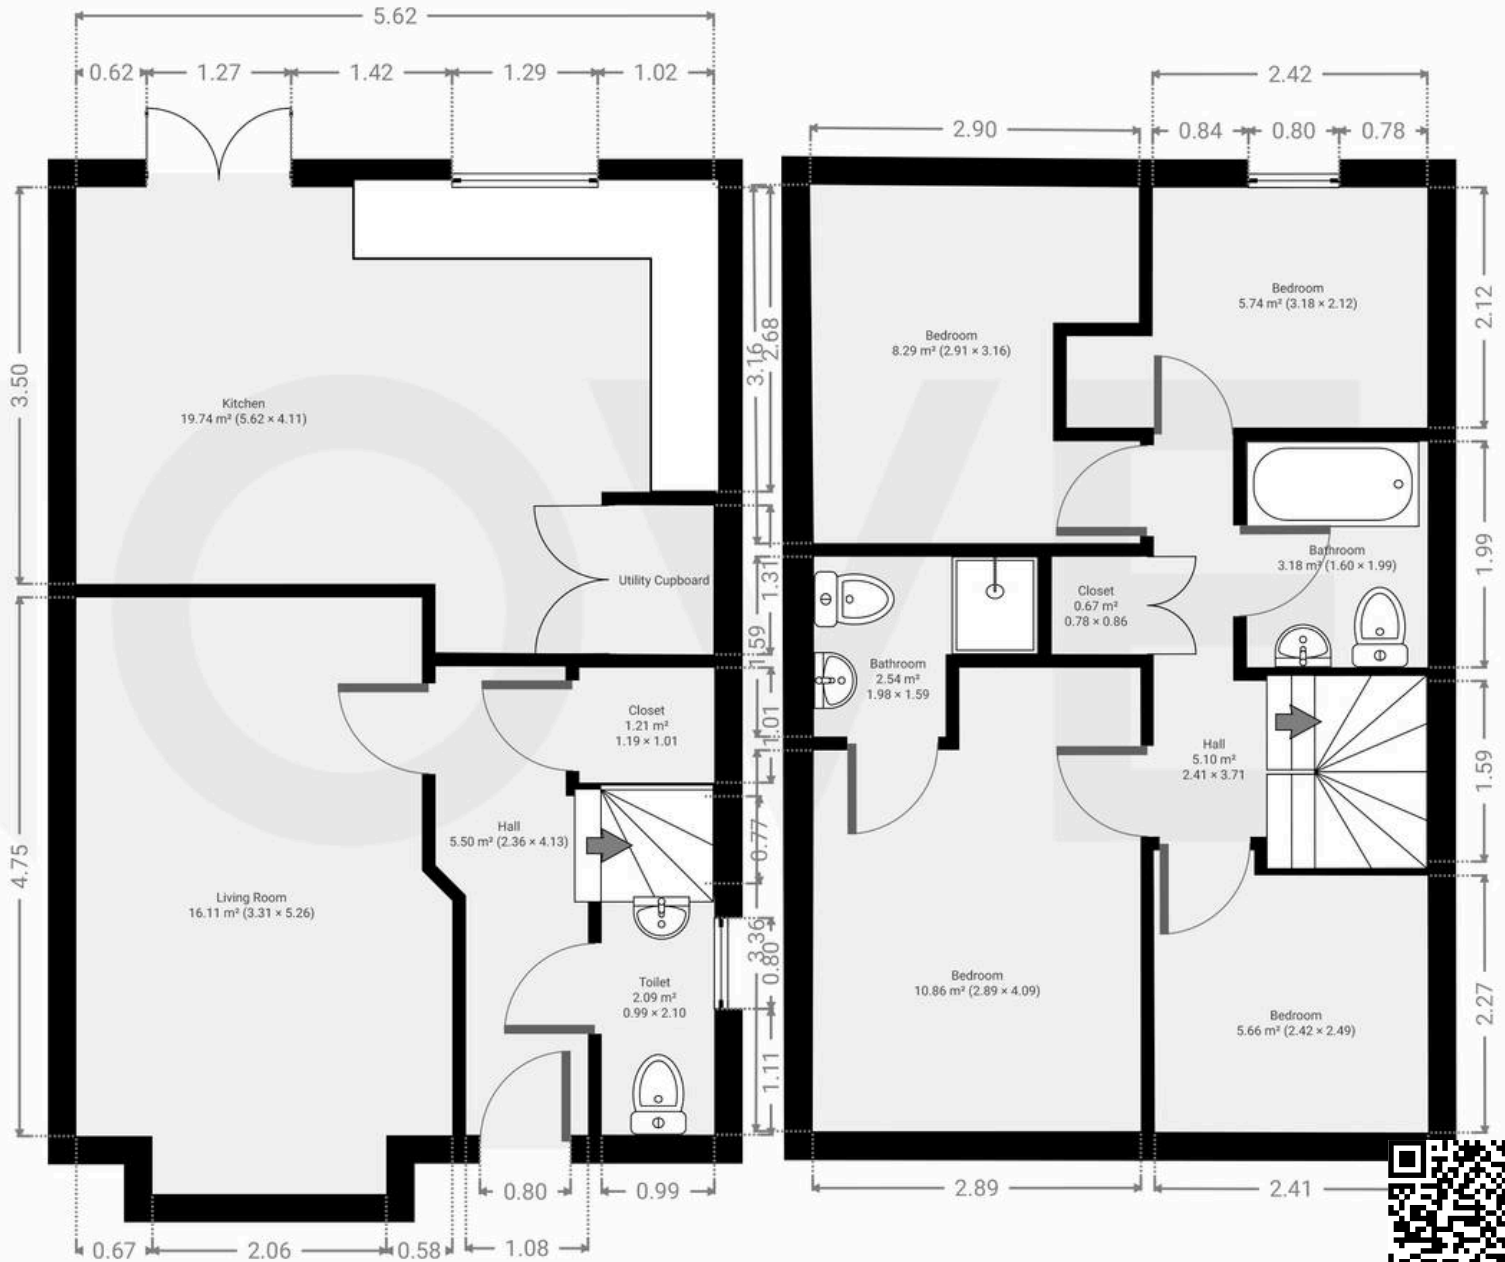 5.62
0.62
1.27
1.42
1.29
1.02
3.50
4.75
Kitchen
19.74 m² (5.62 × 4.11)
Utility Cupboard
Closet
1.21 m²
1.19 × 1.01
Hall
5.50 m² (2.36 × 4.13)
Living Room
16.11 m² (3.31 × 5.26)
Toilet
2.09 m²
0.99 × 2.10
2.68
1.31
1.01
0.77
0.80
1.11
0.80
0.99
0.67
2.06
0.58
1.08
2.90
2.42
0.84
0.80
0.78
3.16
1.59
3.36
Bedroom
8.29 m² (2.91 × 3.16)
Bedroom
5.74 m² (3.18 × 2.12)
Bathroom
3.18 m² (1.60 × 1.99)
Closet
0.67 m²
0.78 × 0.86
Bathroom
2.54 m²
1.98 × 1.59
Hall
5.10 m²
2.41 × 3.71
Bedroom
10.86 m² (2.89 × 4.09)
Bedroom
5.66 m² (2.42 × 2.49)
2.12
1.99
1.59
2.27
2.89
2.41
OVE